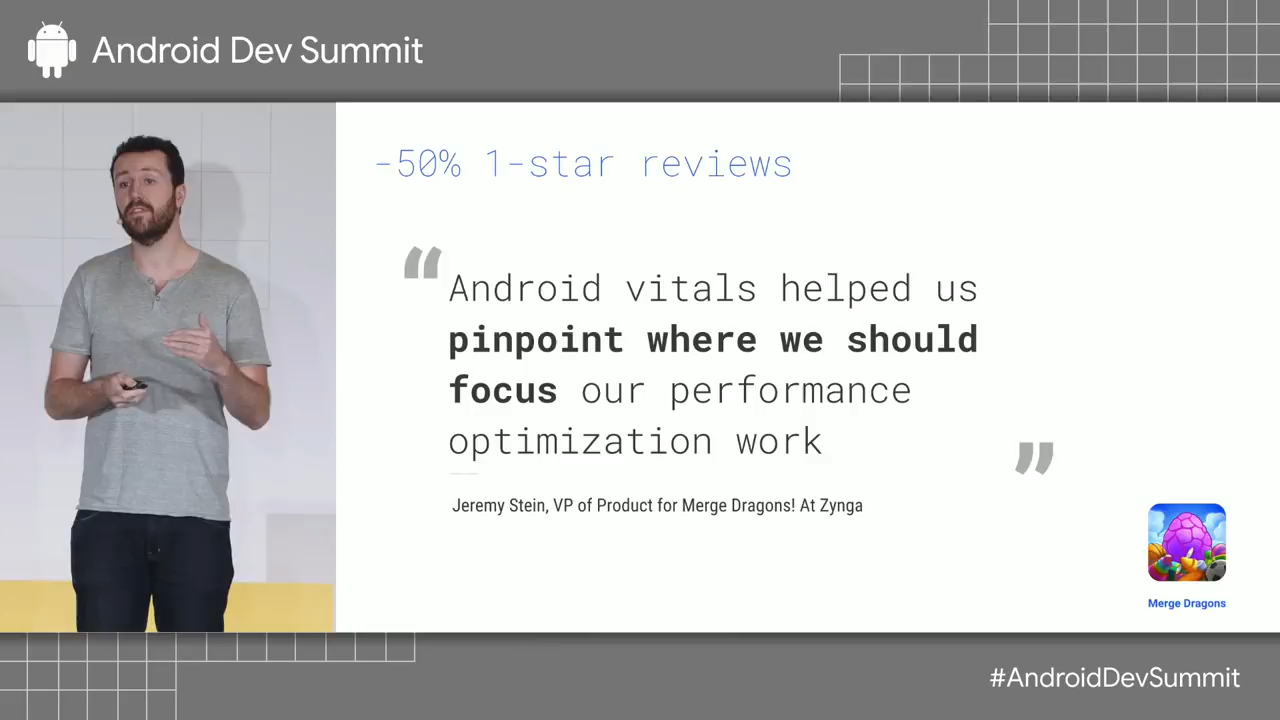 Android Dev Summit
-50% 1-star reviews
“Android vitals helped us
pinpoint where we should
focus our performance
optimization work”
Jeremy Stein, VP of Product for Merge Dragons! At Zynga
Merge Dragons
#AndroidDevSummit